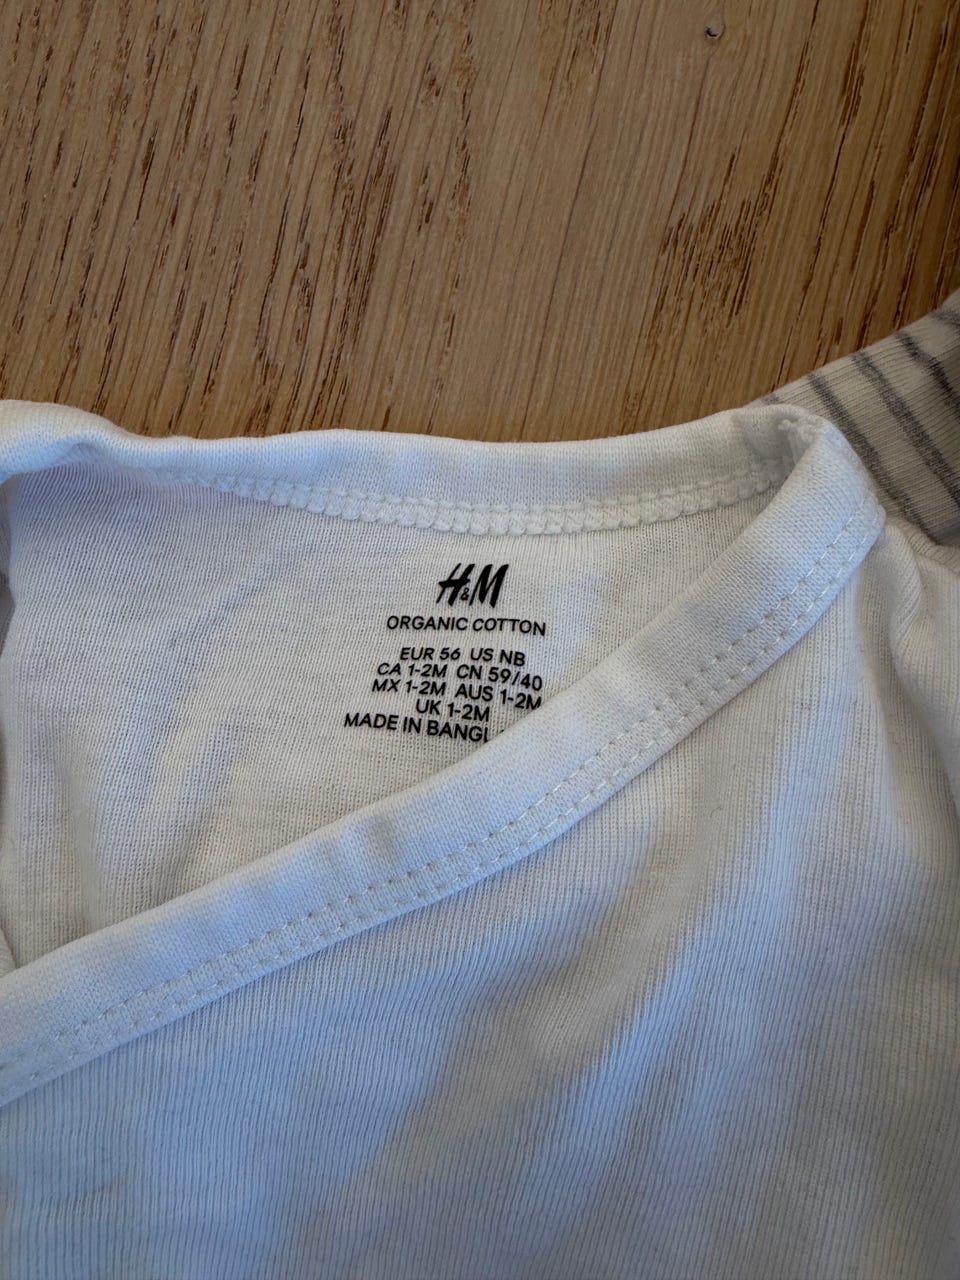 H&M
ORGANIC COTTON
EUR 56 US NB
CA 1-2M CN 59/40
MX 1-2M AUS 1-2M
UK 1-2M
MADE IN